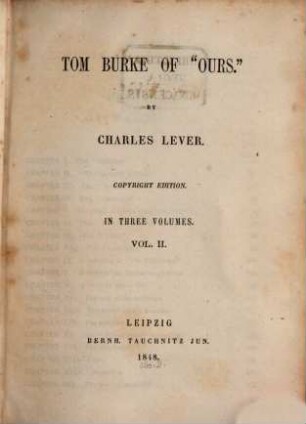 TOM BURKE OF "OURS."
BY
CHARLES LEVER.
COPYRIGHT EDITION.
IN THREE VOLUMES.
VOL. II.
LEIPZIG
BERNH. TAUCHNITZ JUN.
1848.